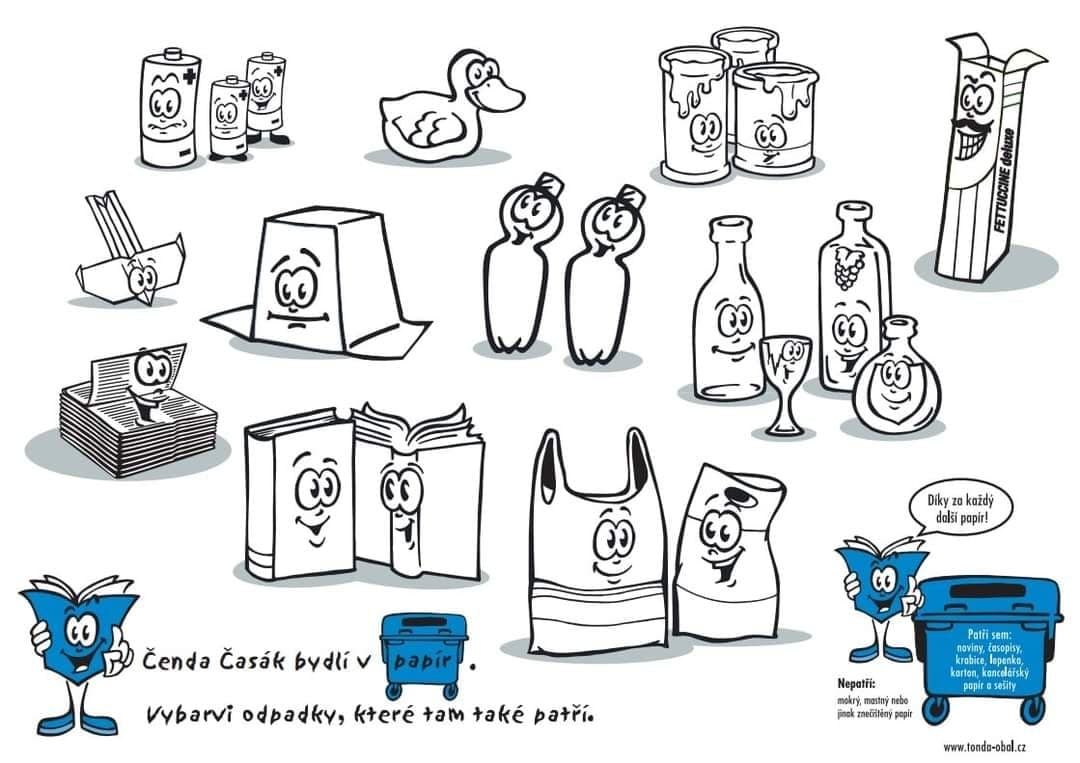 FETTUCCINE deluxe
Díky za každý
další papír!
Čenda Časák bydlí v papír .
Vybarvi odpadky, které tam také patří.
Patří sem:
noviny, časopisy,
krabice, lepenka,
karton, kancelářský
papír a sešity
Nepatří:
mokrý, mastný nebo
jinak znečištěný papír
www.tonda-obal.cz